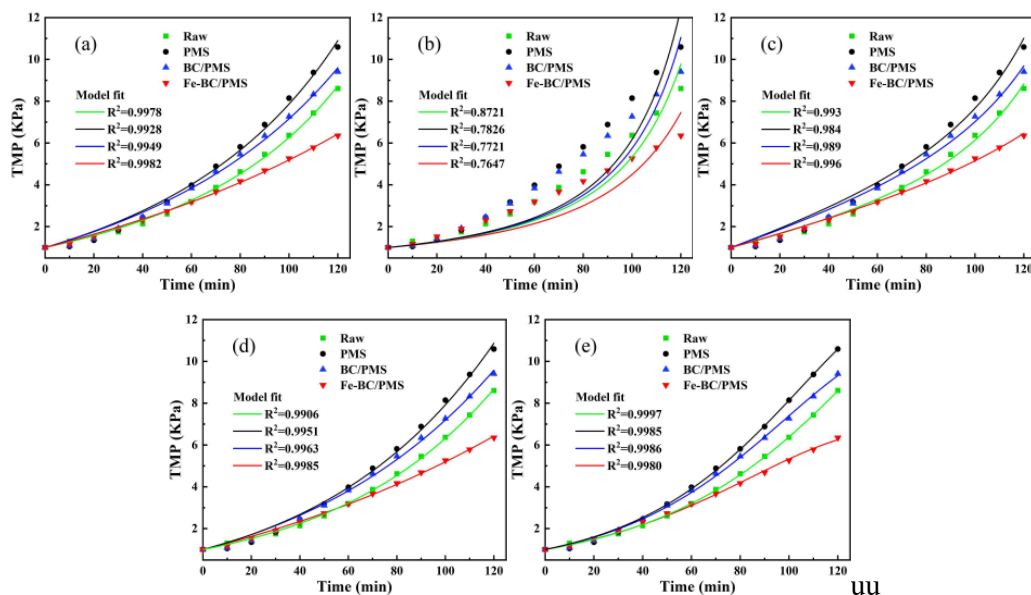 (a)
Raw
PMS
BC/PMS
Fe-BC/PMS
Model fit
R²=0.9978
R²=0.9928
R²=0.9949
R²=0.9982
TMP (KPa)
12
10
8
6
4
2
0 20 40 60 80 100 120
Time (min)
(b)
Raw
PMS
BC/PMS
Fe-BC/PMS
Model fit
R²=0.8721
R²=0.7826
R²=0.7721
R²=0.7647
TMP (KPa)
12
10
8
6
4
2
0 20 40 60 80 100 120
Time (min)
(c)
Raw
PMS
BC/PMS
Fe-BC/PMS
Model fit
R²=0.993
R²=0.984
R²=0.989
R²=0.996
TMP (KPa)
12
10
8
6
4
2
0 20 40 60 80 100 120
Time (min)
(d)
Raw
PMS
BC/PMS
Fe-BC/PMS
Model fit
R²=0.9906
R²=0.9951
R²=0.9963
R²=0.9985
TMP (KPa)
12
10
8
6
4
2
0 20 40 60 80 100 120
Time (min)
(e)
Raw
PMS
BC/PMS
Fe-BC/PMS
Model fit
R²=0.9997
R²=0.9985
R²=0.9986
R²=0.9980
TMP (KPa)
12
10
8
6
4
2
0 20 40 60 80 100 120
Time (min)
uu